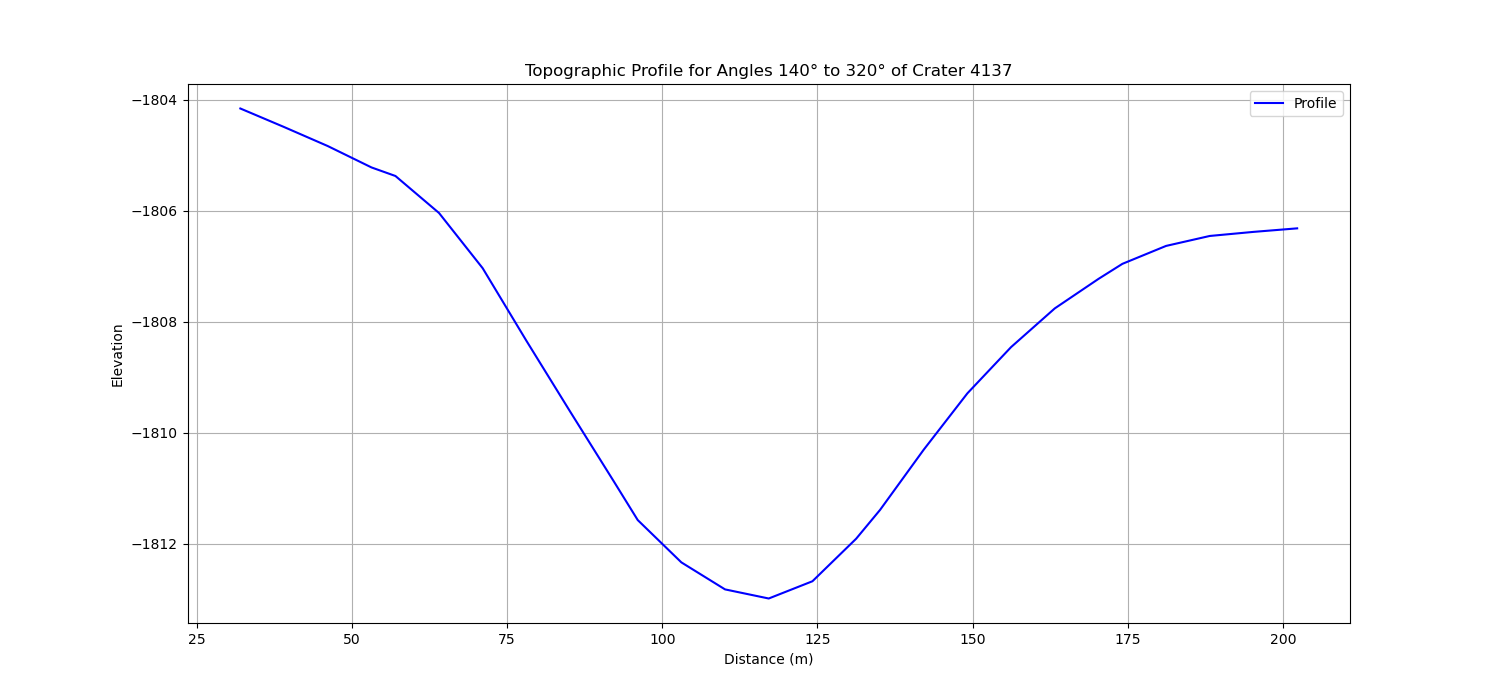 Topographic Profile for Angles 140° to 320° of Crater 4137
Profile
−1804
−1806
−1808
−1810
−1812
Elevation
25 50 75 100 125 150 175 200
Distance (m)